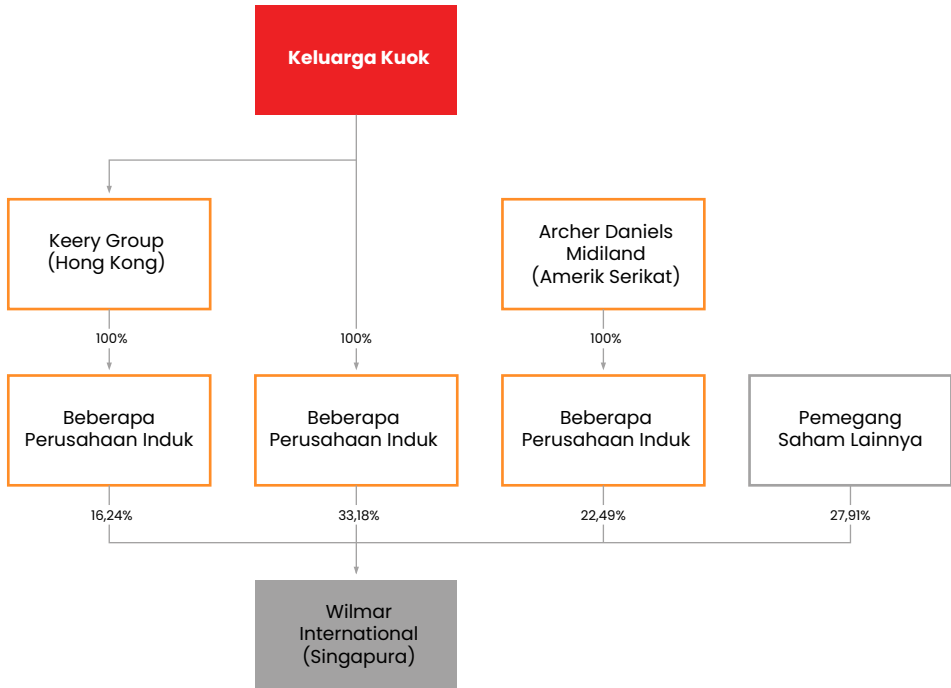 Keluarga Kuok
Keery Group
(Hong Kong)
Archer Daniels
Midiland
(Amerik Serikat)
100%
100%
100%
Beberapa
Perusahaan Induk
Beberapa
Perusahaan Induk
Beberapa
Perusahaan Induk
Pemegang
Saham Lainnya
16,24%
33,18%
22,49%
27,91%
Wilmar
International
(Singapura)